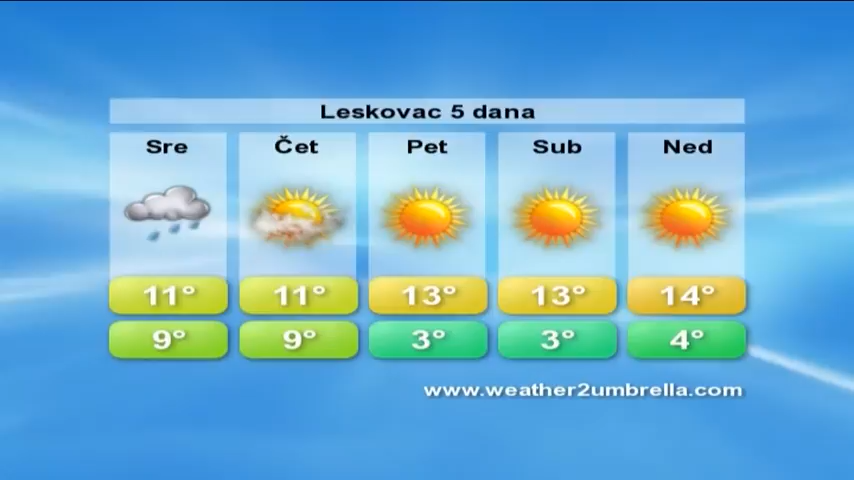 Leskovac 5 dana
Sre Čet Pet Sub Ned
11° 11° 13° 13° 14°
9° 9° 3° 3° 4°
www.weather2umbrella.com